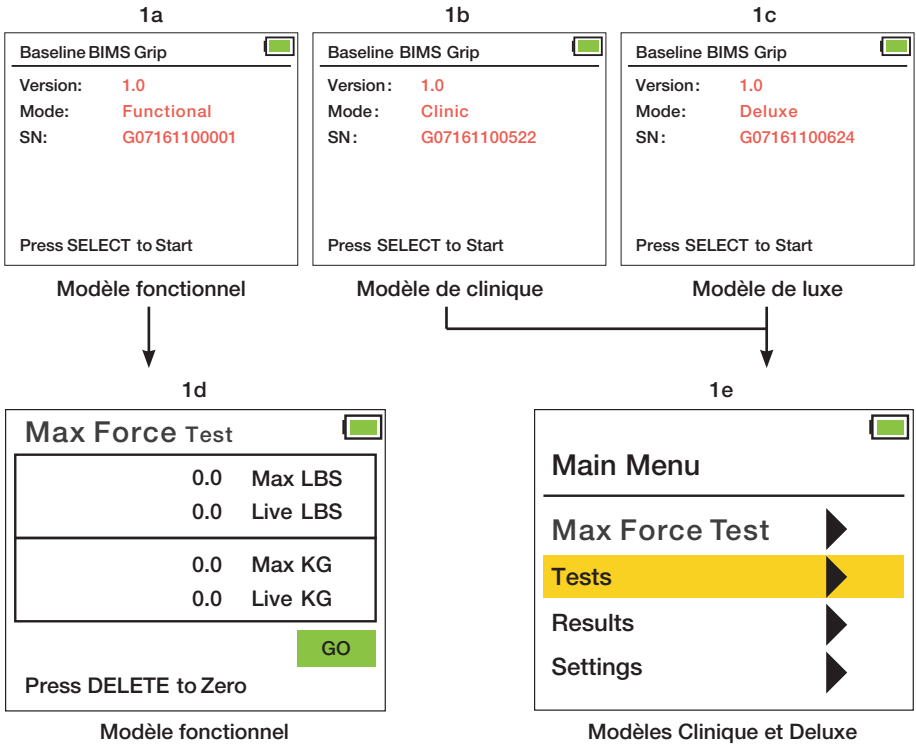 1a
Baseline BIMS Grip
Version: 1.0
Mode: Functional
SN: G07161100001
Press SELECT to Start
Modèle fonctionnel
1b
Baseline BIMS Grip
Version: 1.0
Mode: Clinic
SN: G07161100522
Press SELECT to Start
Modèle de clinique
1c
Baseline BIMS Grip
Version: 1.0
Mode: Deluxe
SN: G07161100624
Press SELECT to Start
Modèle de luxe
1d
Max Force Test
0.0 Max LBS
0.0 Live LBS
0.0 Max KG
0.0 Live KG
GO
Press DELETE to Zero
Modèle fonctionnel
1e
Main Menu
Max Force Test
Tests
Results
Settings
Modèles Clinique et Deluxe